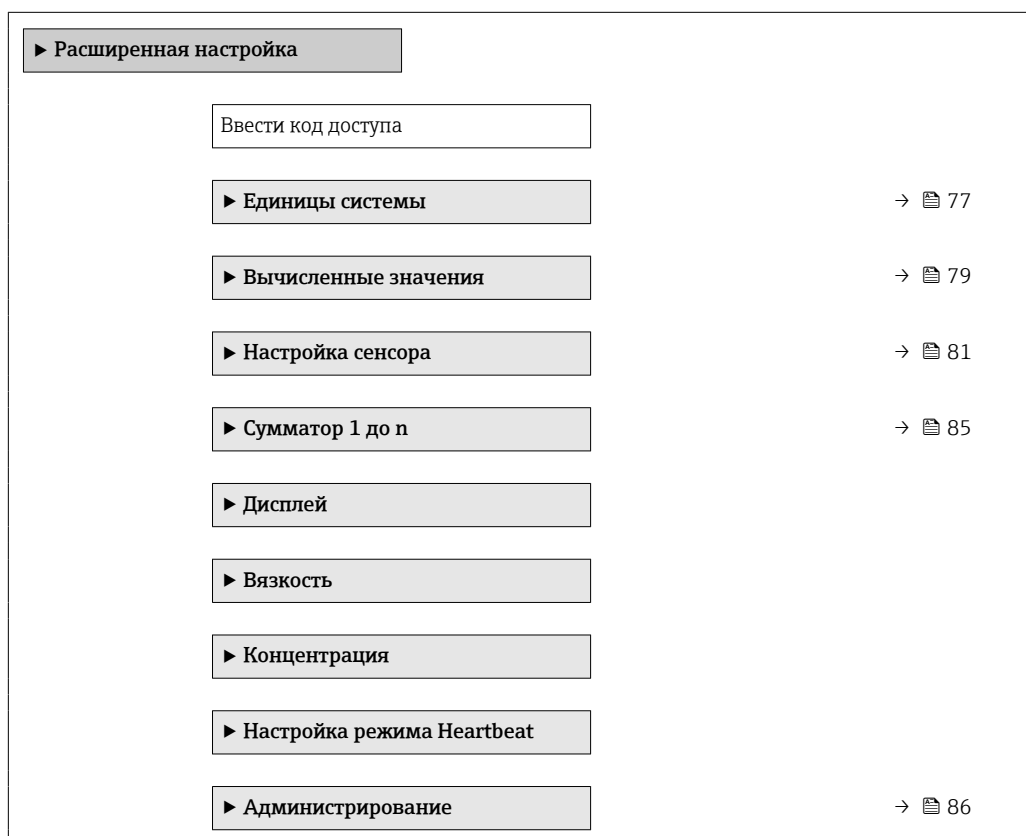 ▶ Расширенная настройка
Ввести код доступа
▶ Единицы системы → 77
▶ Вычисленные значения → 79
▶ Настройка сенсора → 81
▶ Сумматор 1 до n → 85
▶ Дисплей
▶ Вязкость
▶ Концентрация
▶ Настройка режима Heartbeat
▶ Администрирование → 86